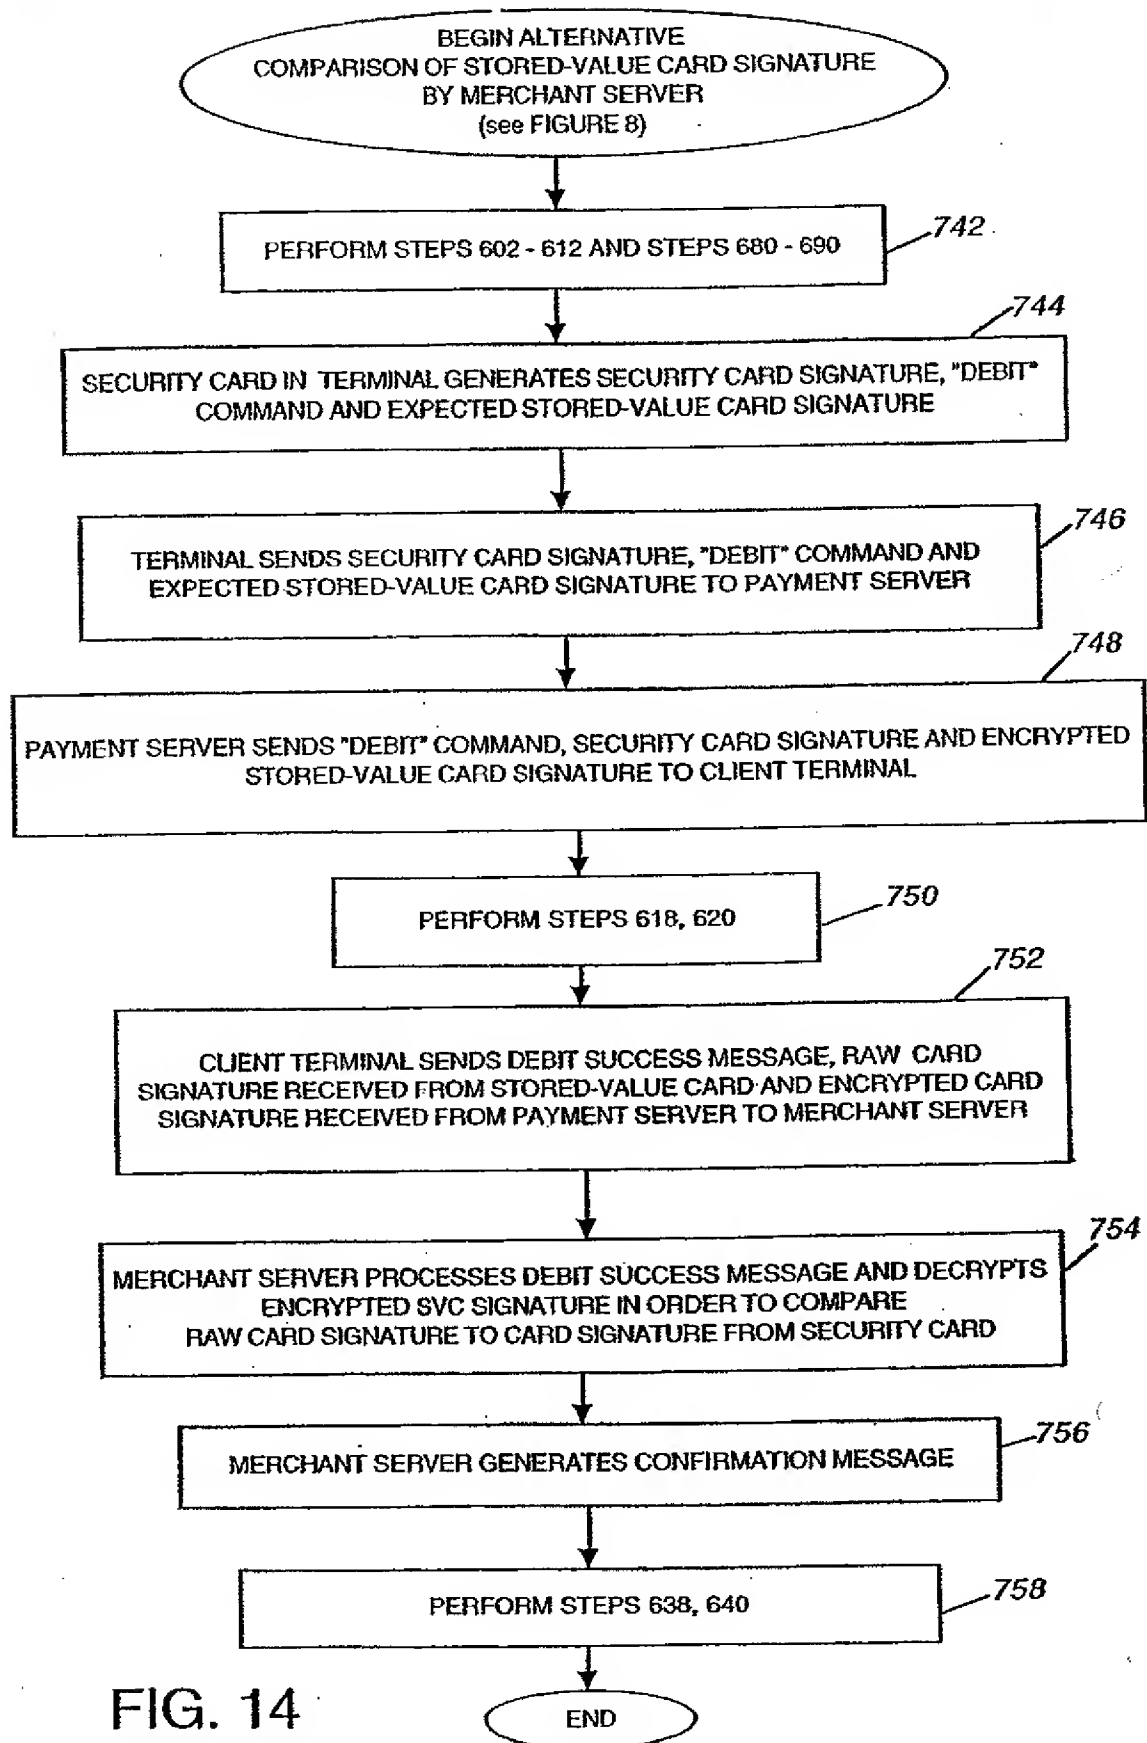 BEGIN ALTERNATIVE
COMPARISON OF STORED-VALUE CARD SIGNATURE
BY MERCHANT SERVER
(see FIGURE 8)
PERFORM STEPS 602 - 612 AND STEPS 680 - 690
742
744
SECURITY CARD IN TERMINAL GENERATES SECURITY CARD SIGNATURE, "DEBIT"
COMMAND AND EXPECTED STORED-VALUE CARD SIGNATURE
746
TERMINAL SENDS SECURITY CARD SIGNATURE, "DEBIT" COMMAND AND
EXPECTED STORED-VALUE CARD SIGNATURE TO PAYMENT SERVER
748
PAYMENT SERVER SENDS "DEBIT" COMMAND, SECURITY CARD SIGNATURE AND ENCRYPTED
STORED-VALUE CARD SIGNATURE TO CLIENT TERMINAL
750
PERFORM STEPS 618, 620
752
CLIENT TERMINAL SENDS DEBIT SUCCESS MESSAGE, RAW CARD
SIGNATURE RECEIVED FROM STORED-VALUE CARD AND ENCRYPTED CARD
SIGNATURE RECEIVED FROM PAYMENT SERVER TO MERCHANT SERVER
754
MERCHANT SERVER PROCESSES DEBIT SUCCESS MESSAGE AND DECRYPTS
ENCRYPTED SVC SIGNATURE IN ORDER TO COMPARE
RAW CARD SIGNATURE TO CARD SIGNATURE FROM SECURITY CARD
756
MERCHANT SERVER GENERATES CONFIRMATION MESSAGE
758
PERFORM STEPS 638, 640
FIG. 14
END